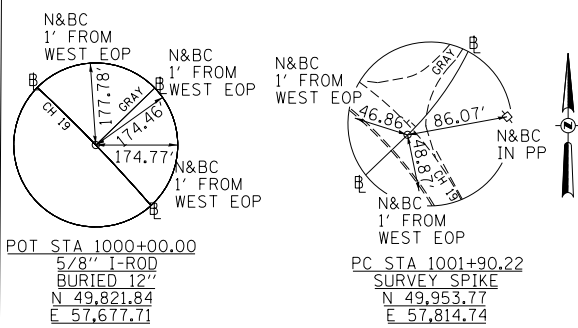 N&BC
1' FROM
WEST EOP
N&BC
1' FROM
WEST EOP
177.78'
GRAY
174.46'
174.77'
CH 19
N&BC
1' FROM
WEST EOP
POT STA 1000+00.00
5/8" I-ROD
BURIED 12"
N 49,821.84
E 57,677.71
N&BC
1' FROM
WEST EOP
GRAY
46.86'
86.07'
48.87'
N&BC
IN PP
CH 19
N&BC
1' FROM
WEST EOP
PC STA 1001+90.22
SURVEY SPIKE
N 49,953.77
E 57,814.74